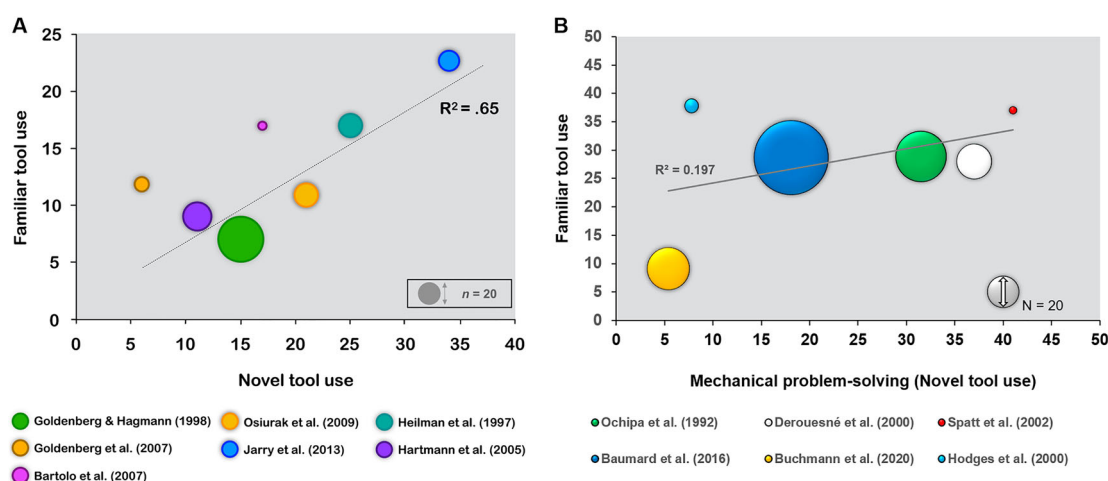 A
25
20
15
10
5
0
Familiar tool use
R² = .65
n = 20
0 5 10 15 20 25 30 35 40
Novel tool use
Goldenberg & Hagmann (1998)
Osiurak et al. (2009)
Heilman et al. (1997)
Goldenberg et al. (2007)
Jarry et al. (2013)
Hartmann et al. (2005)
Bartolo et al. (2007)
B
50
45
40
35
30
25
20
15
10
5
0
Familiar tool use
R² = 0.197
N = 20
0 5 10 15 20 25 30 35 40 45 50
Mechanical problem-solving (Novel tool use)
Ochipa et al. (1992)
Derouesné et al. (2000)
Spatt et al. (2002)
Baumard et al. (2016)
Buchmann et al. (2020)
Hodges et al. (2000)